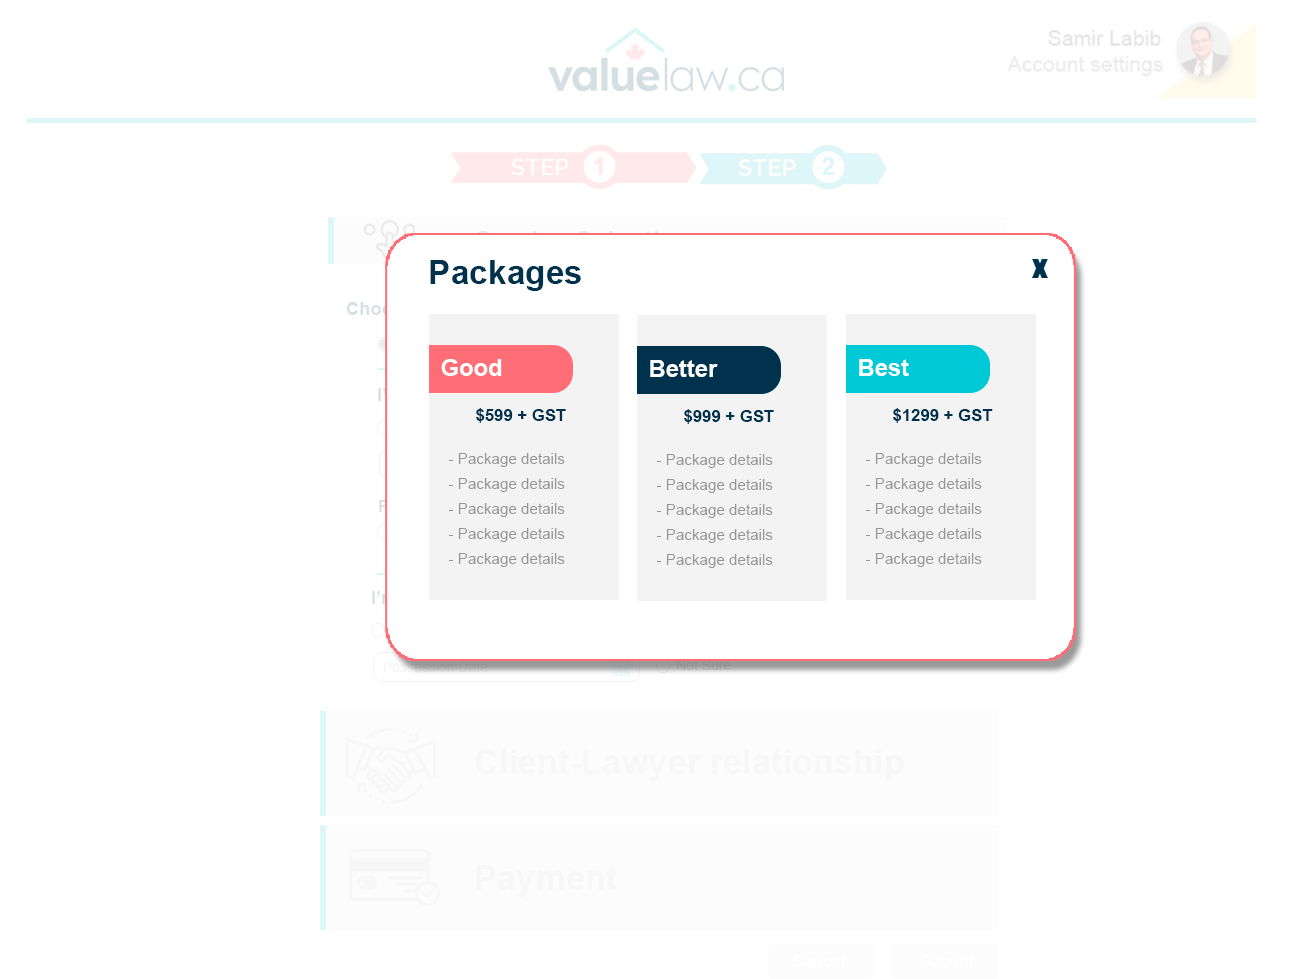 valuelaw.ca
Samir Labib
Account settings
STEP 1
STEP 2
Choo
Packages
X
Good
$599 + GST
- Package details
- Package details
- Package details
- Package details
- Package details
Better
$999 + GST
- Package details
- Package details
- Package details
- Package details
- Package details
Best
$1299 + GST
- Package details
- Package details
- Package details
- Package details
- Package details
Possession Date
Not Sure
Client-Lawyer relationship
Payment
Cancel
Submit